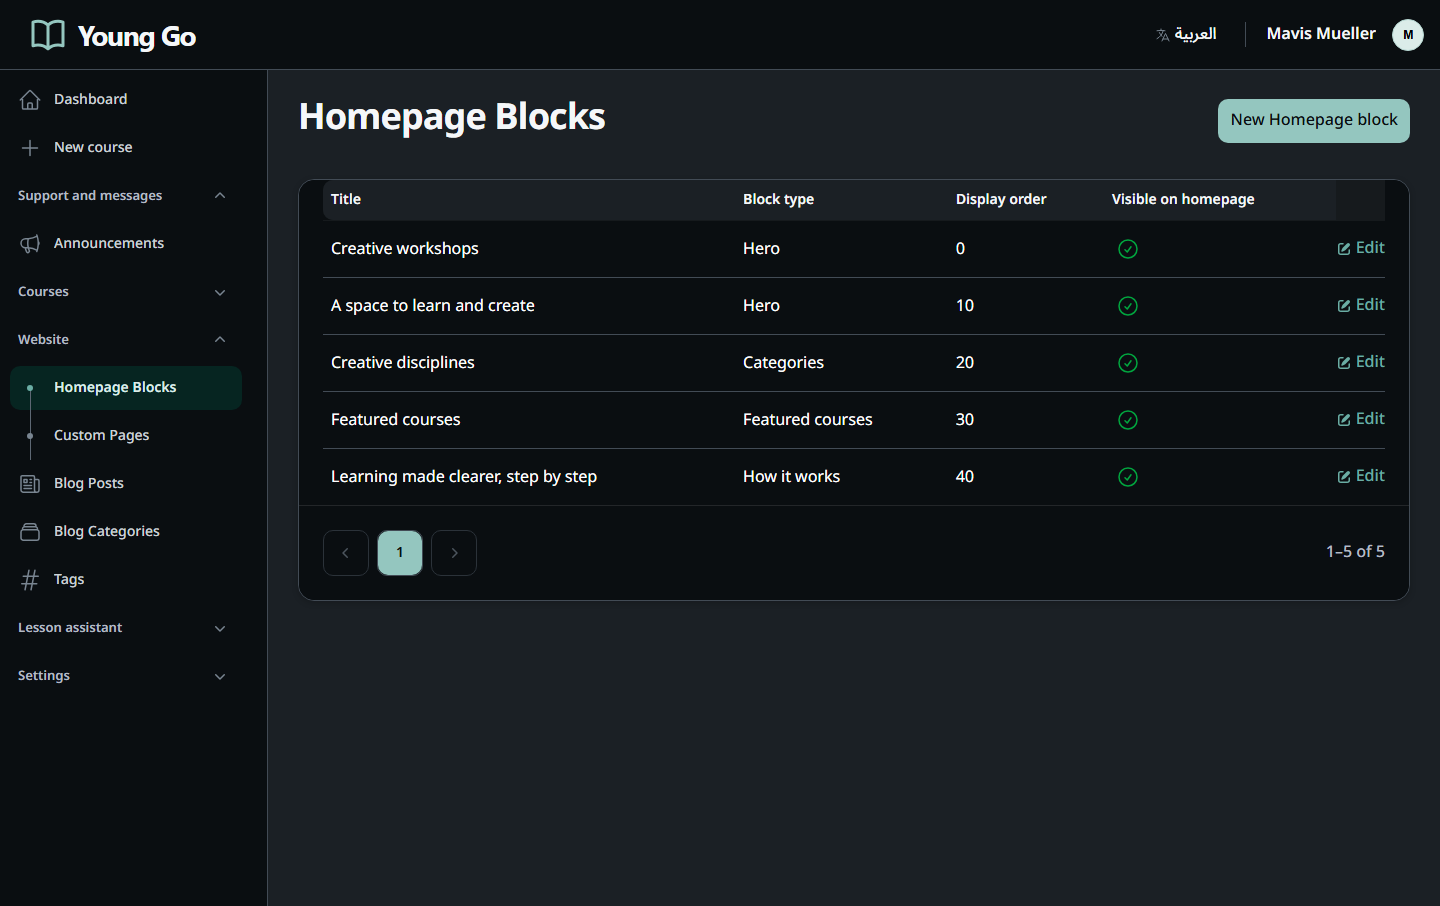 Young Go
العربية
Mavis Mueller
M
Dashboard
New course
Support and messages
Announcements
Courses
Website
Homepage Blocks
Custom Pages
Blog Posts
Blog Categories
Tags
Lesson assistant
Settings
Homepage Blocks
New Homepage block
Title Block type Display order Visible on homepage
Creative workshops Hero 0 Edit
A space to learn and create Hero 10 Edit
Creative disciplines Categories 20 Edit
Featured courses Featured courses 30 Edit
Learning made clearer, step by step How it works 40 Edit
1
1–5 of 5